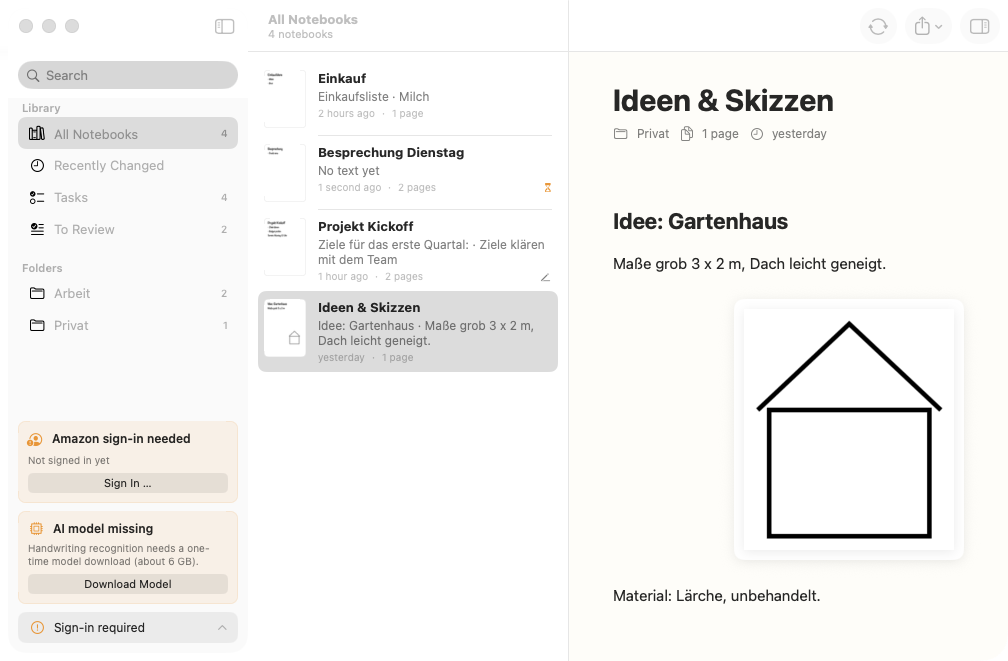 Search
Library
All Notebooks 4
Recently Changed
Tasks 4
To Review 2
Folders
Arbeit 2
Privat 1
Amazon sign-in needed
Not signed in yet
Sign In ...
AI model missing
Handwriting recognition needs a one-
time model download (about 6 GB).
Download Model
Sign-in required
All Notebooks
4 notebooks
Einkauf
Einkaufsliste · Milch
2 hours ago · 1 page
Besprechung Dienstag
No text yet
1 second ago · 2 pages
Projekt Kickoff
Ziele für das erste Quartal: · Ziele klären
mit dem Team
1 hour ago · 2 pages
Ideen & Skizzen
Idee: Gartenhaus · Maße grob 3 x 2 m,
Dach leicht geneigt.
yesterday · 1 page
Ideen & Skizzen
Privat 1 page yesterday
Idee: Gartenhaus
Maße grob 3 x 2 m, Dach leicht geneigt.
Material: Lärche, unbehandelt.